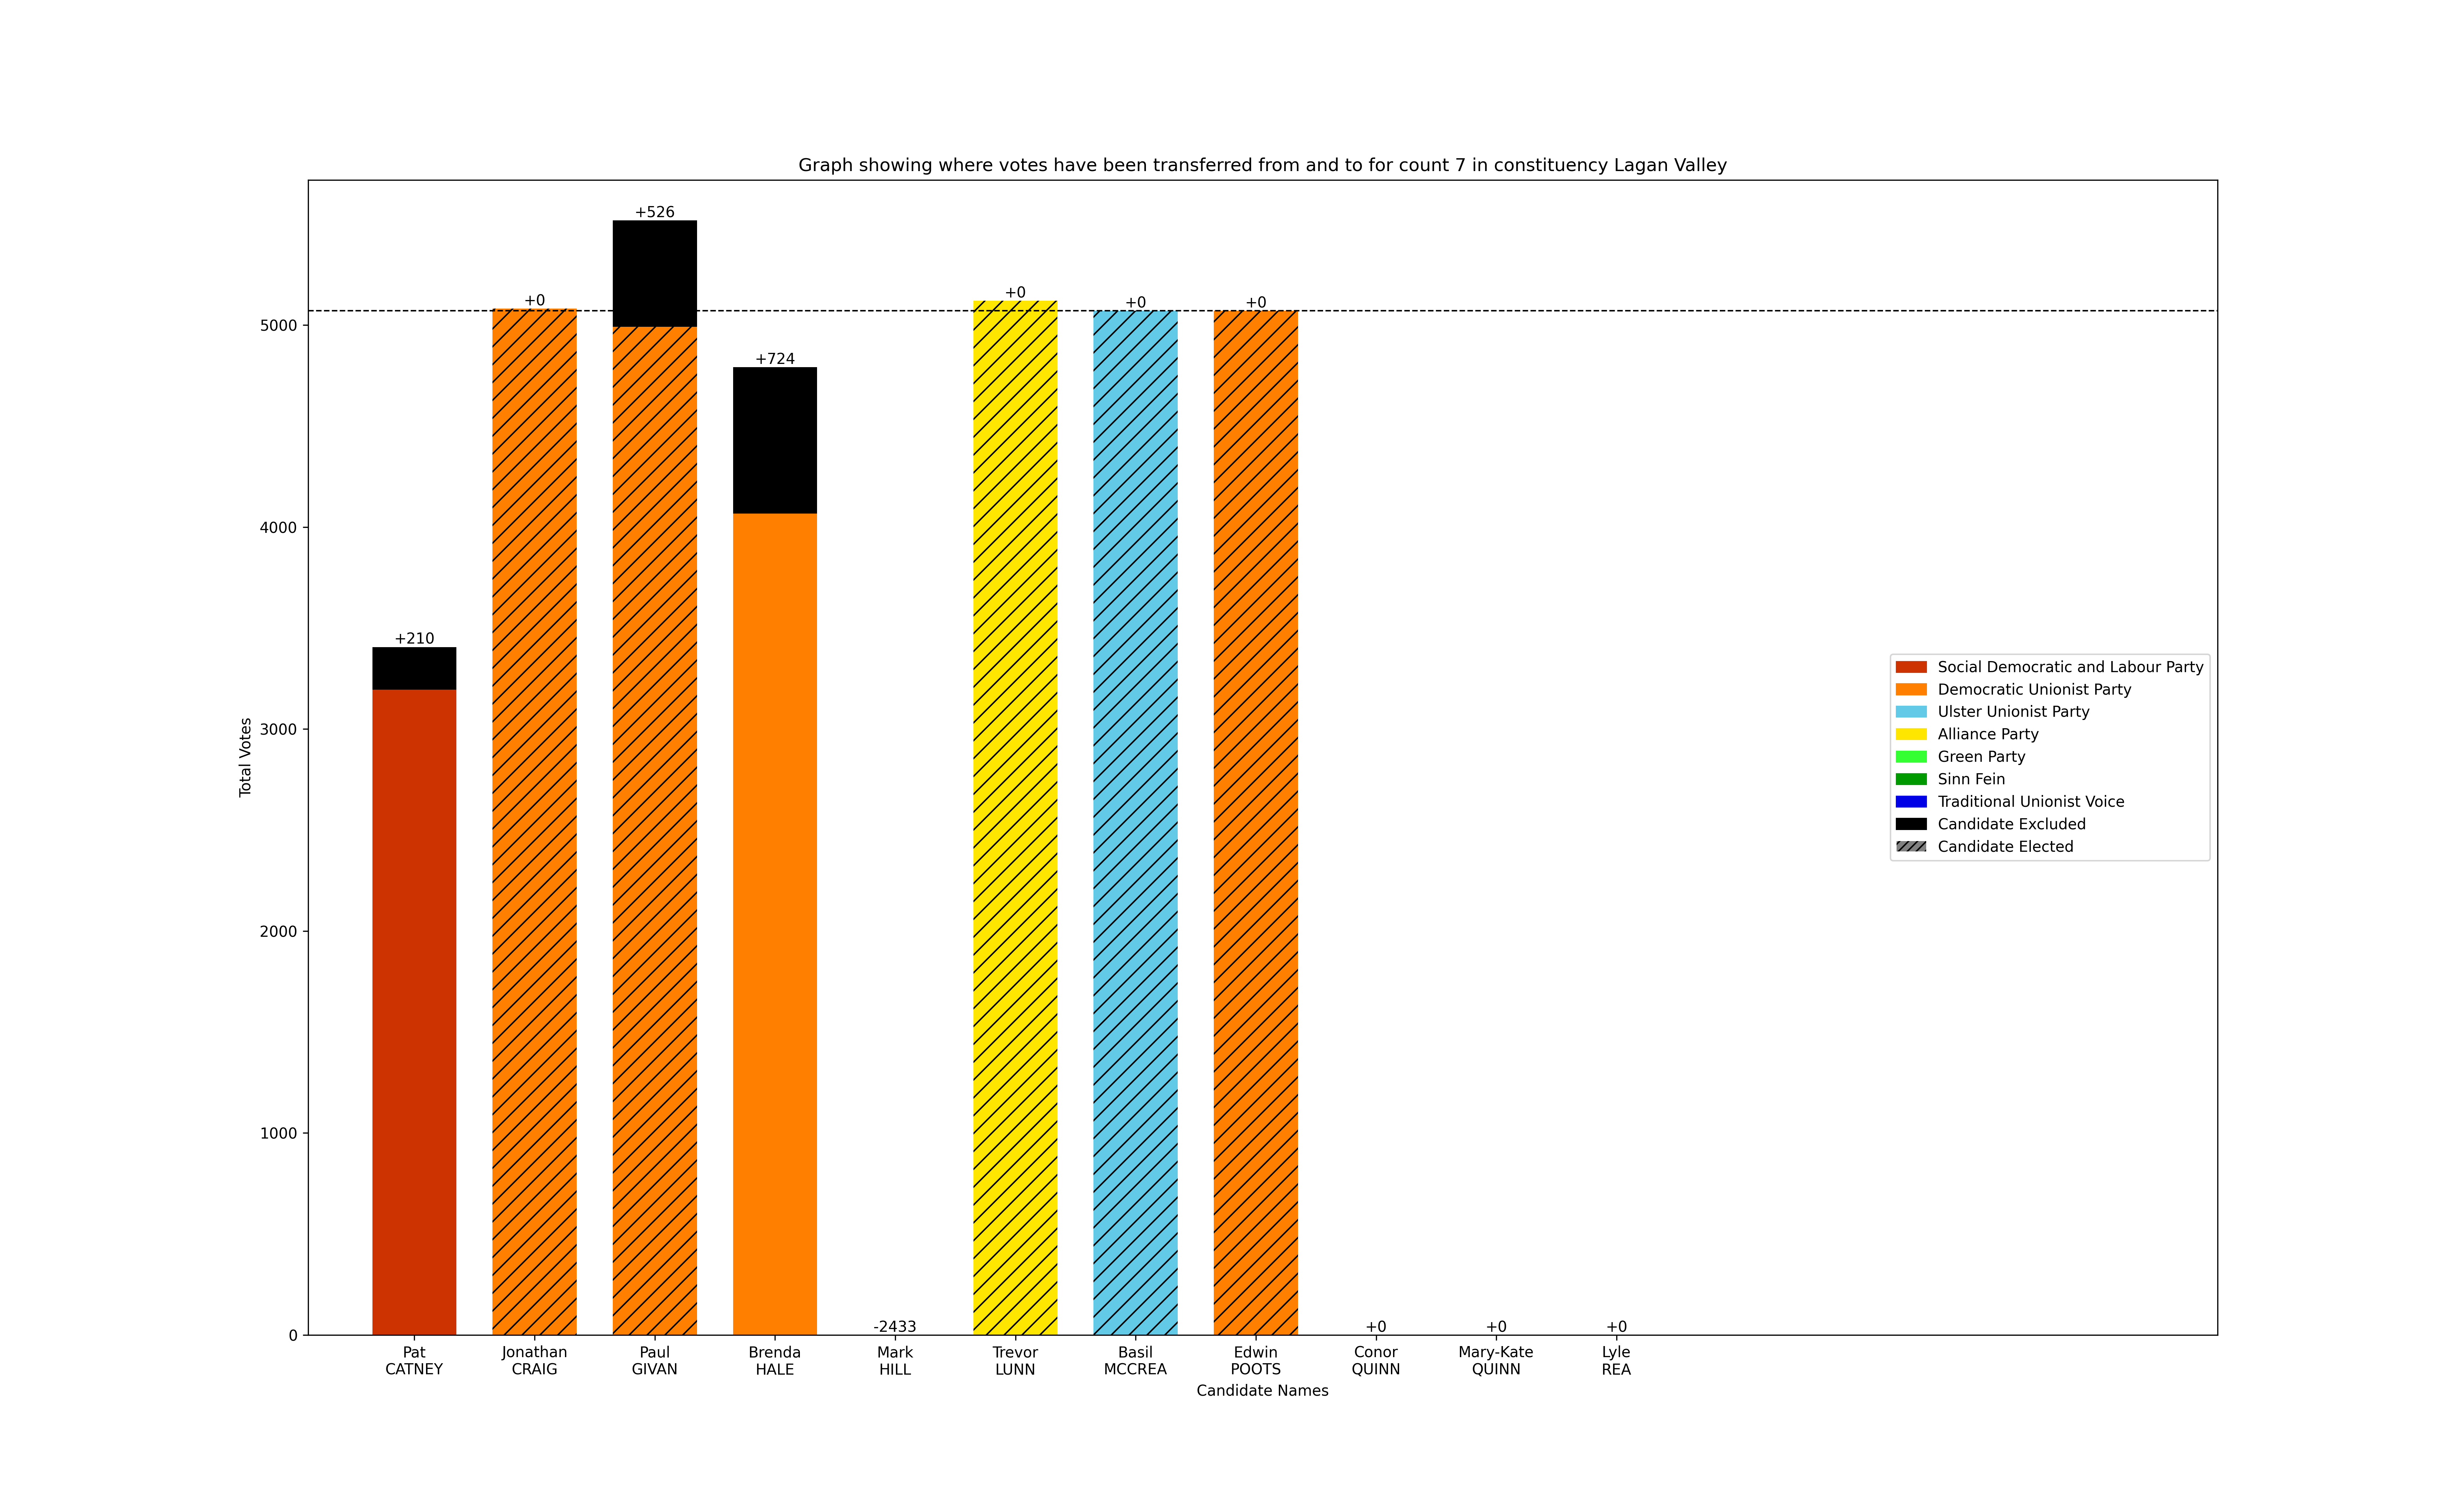 Graph showing where votes have been transferred from and to for count 7 in constituency Lagan Valley
Total Votes
5000
4000
3000
2000
1000
0
+210
+0
+526
+724
-2433
+0
+0
+0
+0
+0
+0
Pat
CATNEY
Jonathan
CRAIG
Paul
GIVAN
Brenda
HALE
Mark
HILL
Trevor
LUNN
Basil
MCCREA
Edwin
POOTS
Conor
QUINN
Mary-Kate
QUINN
Lyle
REA
Candidate Names
Social Democratic and Labour Party
Democratic Unionist Party
Ulster Unionist Party
Alliance Party
Green Party
Sinn Fein
Traditional Unionist Voice
Candidate Excluded
Candidate Elected